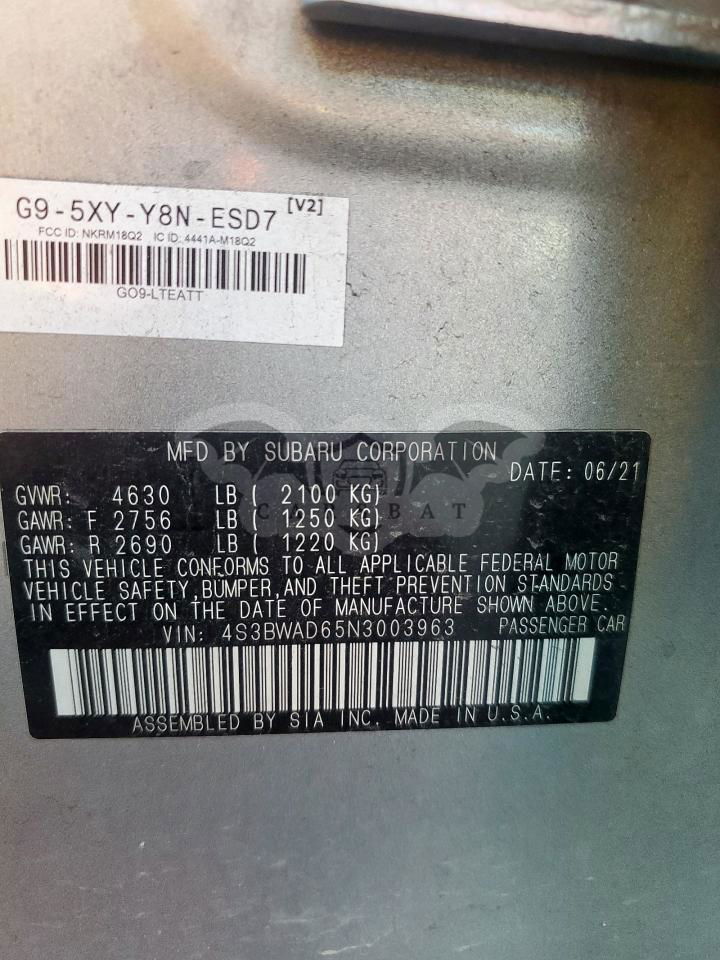 G9-5XY-Y8N-ESD7 [V2]
FCC ID: NKRM18Q2 IC ID: 4441A-M18Q2
GO9-LTEATT
MFD BY SUBARU CORPORATION
DATE: 06/21
GVWR: 4630 LB ( 2100 KG)
GAWR: F 2756 LB ( 1250 KG)
GAWR: R 2690 LB ( 1220 KG)
CARABAT
THIS VEHICLE CONFORMS TO ALL APPLICABLE FEDERAL MOTOR
VEHICLE SAFETY, BUMPER, AND THEFT PREVENTION STANDARDS
IN EFFECT ON THE DATE OF MANUFACTURE SHOWN ABOVE.
VIN: 4S3BWAD65N3003963 PASSENGER CAR
ASSEMBLED BY SIA INC. MADE IN U.S.A.